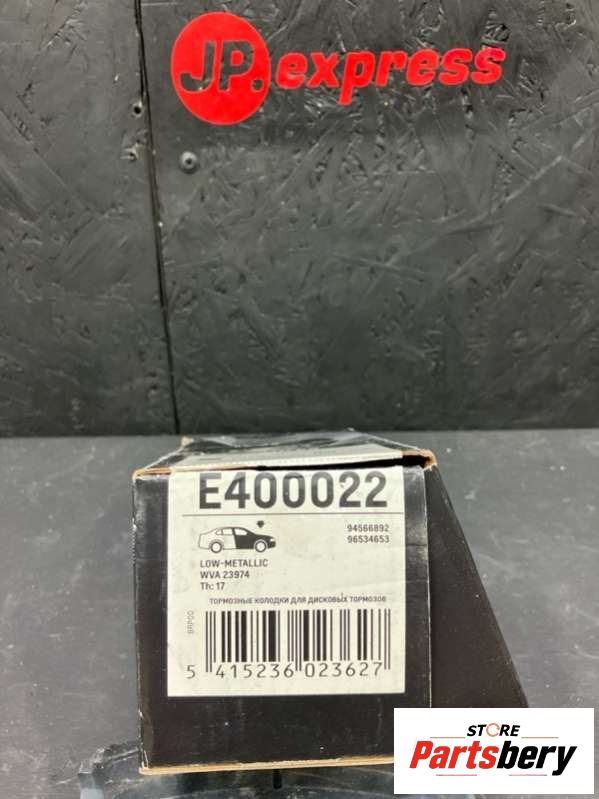 JP.express
E400022
94566892
96534653
LOW-METALLIC
WVA 23974
Th: 17
ТОРМОЗНЫЕ КОЛОДКИ ДЛЯ ДИСКОВЫХ ТОРМОЗОВ
BRP00
5 415236 023627
STORE
Partsbery